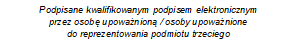 Podpisane kwalifikowanym podpisem elektronicznym
przez osobę upoważnioną / osoby upoważnione
do reprezentowania podmiotu trzeciego